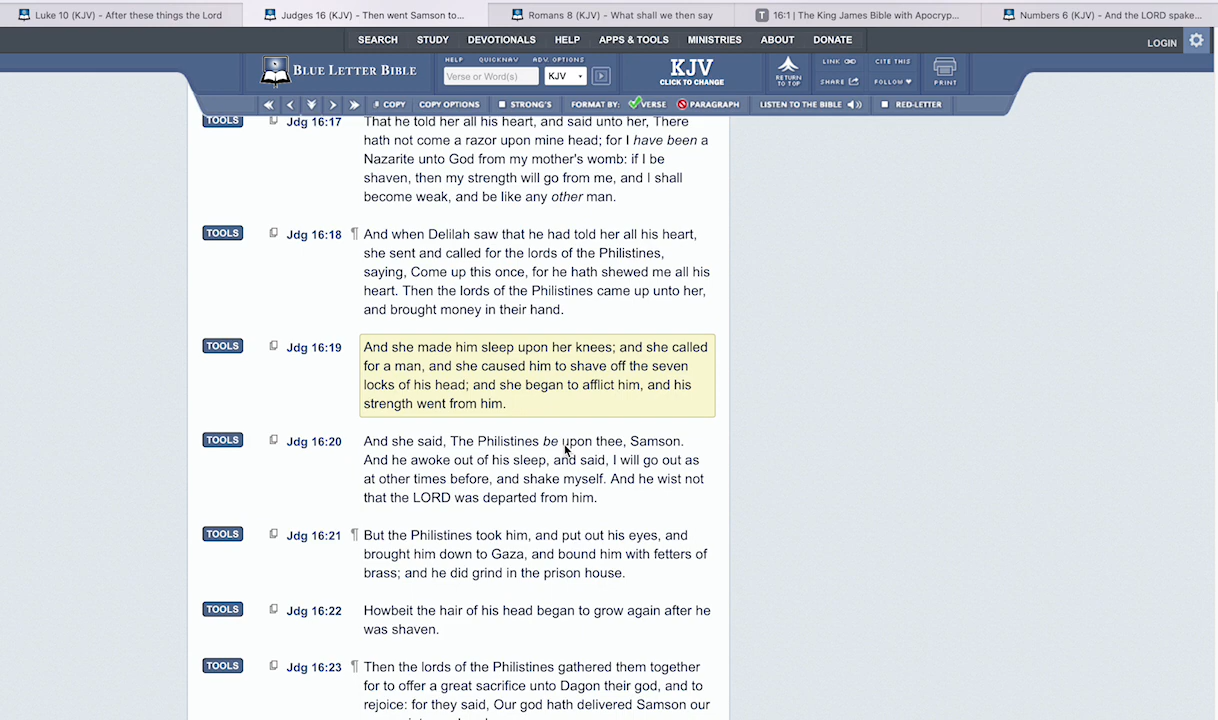 Luke 10 (KJV) - After these things the Lord
Judges 16 (KJV) - Then went Samson to...
Romans 8 (KJV) - What shall we then say
16:1 | The King James Bible with Apocryp...
Numbers 6 (KJV) - And the LORD spake...
SEARCH STUDY DEVOTIONALS HELP APPS & TOOLS MINISTRIES ABOUT DONATE
LOGIN
BLUE LETTER BIBLE
HELP QUICKNAV ADV. OPTIONS
Verse or Word(s) KJV
KJV
CLICK TO CHANGE
RETURN
TO TOP
LINK CITE THIS
SHARE FOLLOW
PRINT
COPY COPY OPTIONS STRONG'S FORMAT BY: VERSE PARAGRAPH LISTEN TO THE BIBLE RED-LETTER
TOOLS Jdg 16:17 That he told her all his heart, and said unto her, There
hath not come a razor upon mine head; for I have been a
Nazarite unto God from my mother's womb: if I be
shaven, then my strength will go from me, and I shall
become weak, and be like any other man.
TOOLS Jdg 16:18 ¶ And when Delilah saw that he had told her all his heart,
she sent and called for the lords of the Philistines,
saying, Come up this once, for he hath shewed me all his
heart. Then the lords of the Philistines came up unto her,
and brought money in their hand.
TOOLS Jdg 16:19 And she made him sleep upon her knees; and she called
for a man, and she caused him to shave off the seven
locks of his head; and she began to afflict him, and his
strength went from him.
TOOLS Jdg 16:20 And she said, The Philistines be upon thee, Samson.
And he awoke out of his sleep, and said, I will go out as
at other times before, and shake myself. And he wist not
that the LORD was departed from him.
TOOLS Jdg 16:21 ¶ But the Philistines took him, and put out his eyes, and
brought him down to Gaza, and bound him with fetters of
brass; and he did grind in the prison house.
TOOLS Jdg 16:22 Howbeit the hair of his head began to grow again after he
was shaven.
TOOLS Jdg 16:23 ¶ Then the lords of the Philistines gathered them together
for to offer a great sacrifice unto Dagon their god, and to
rejoice: for they said, Our god hath delivered Samson our